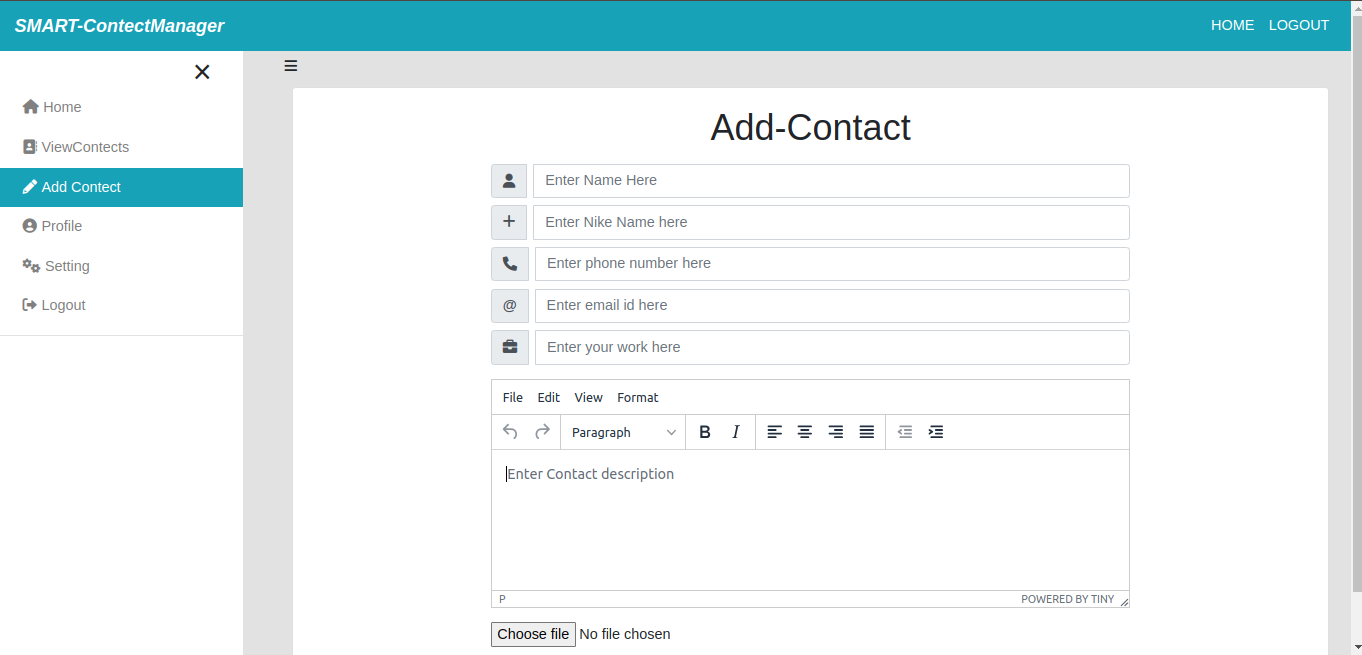 SMART-ContectManager
HOME LOGOUT
Home
ViewContects
Add Contect
Profile
Setting
Logout
Add-Contact
Enter Name Here
Enter Nike Name here
Enter phone number here
@ Enter email id here
Enter your work here
File Edit View Format
Paragraph B I
Enter Contact description
P POWERED BY TINY
Choose file No file chosen